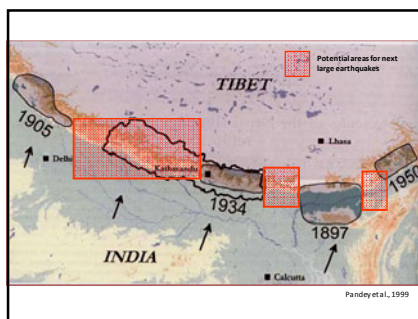 Potential areas for next
large earthquakes
TIBET
1905
Delhi
Lhasa
Kathmandu
1950
1934
1897
INDIA
Calcutta
Pandey et al., 1999